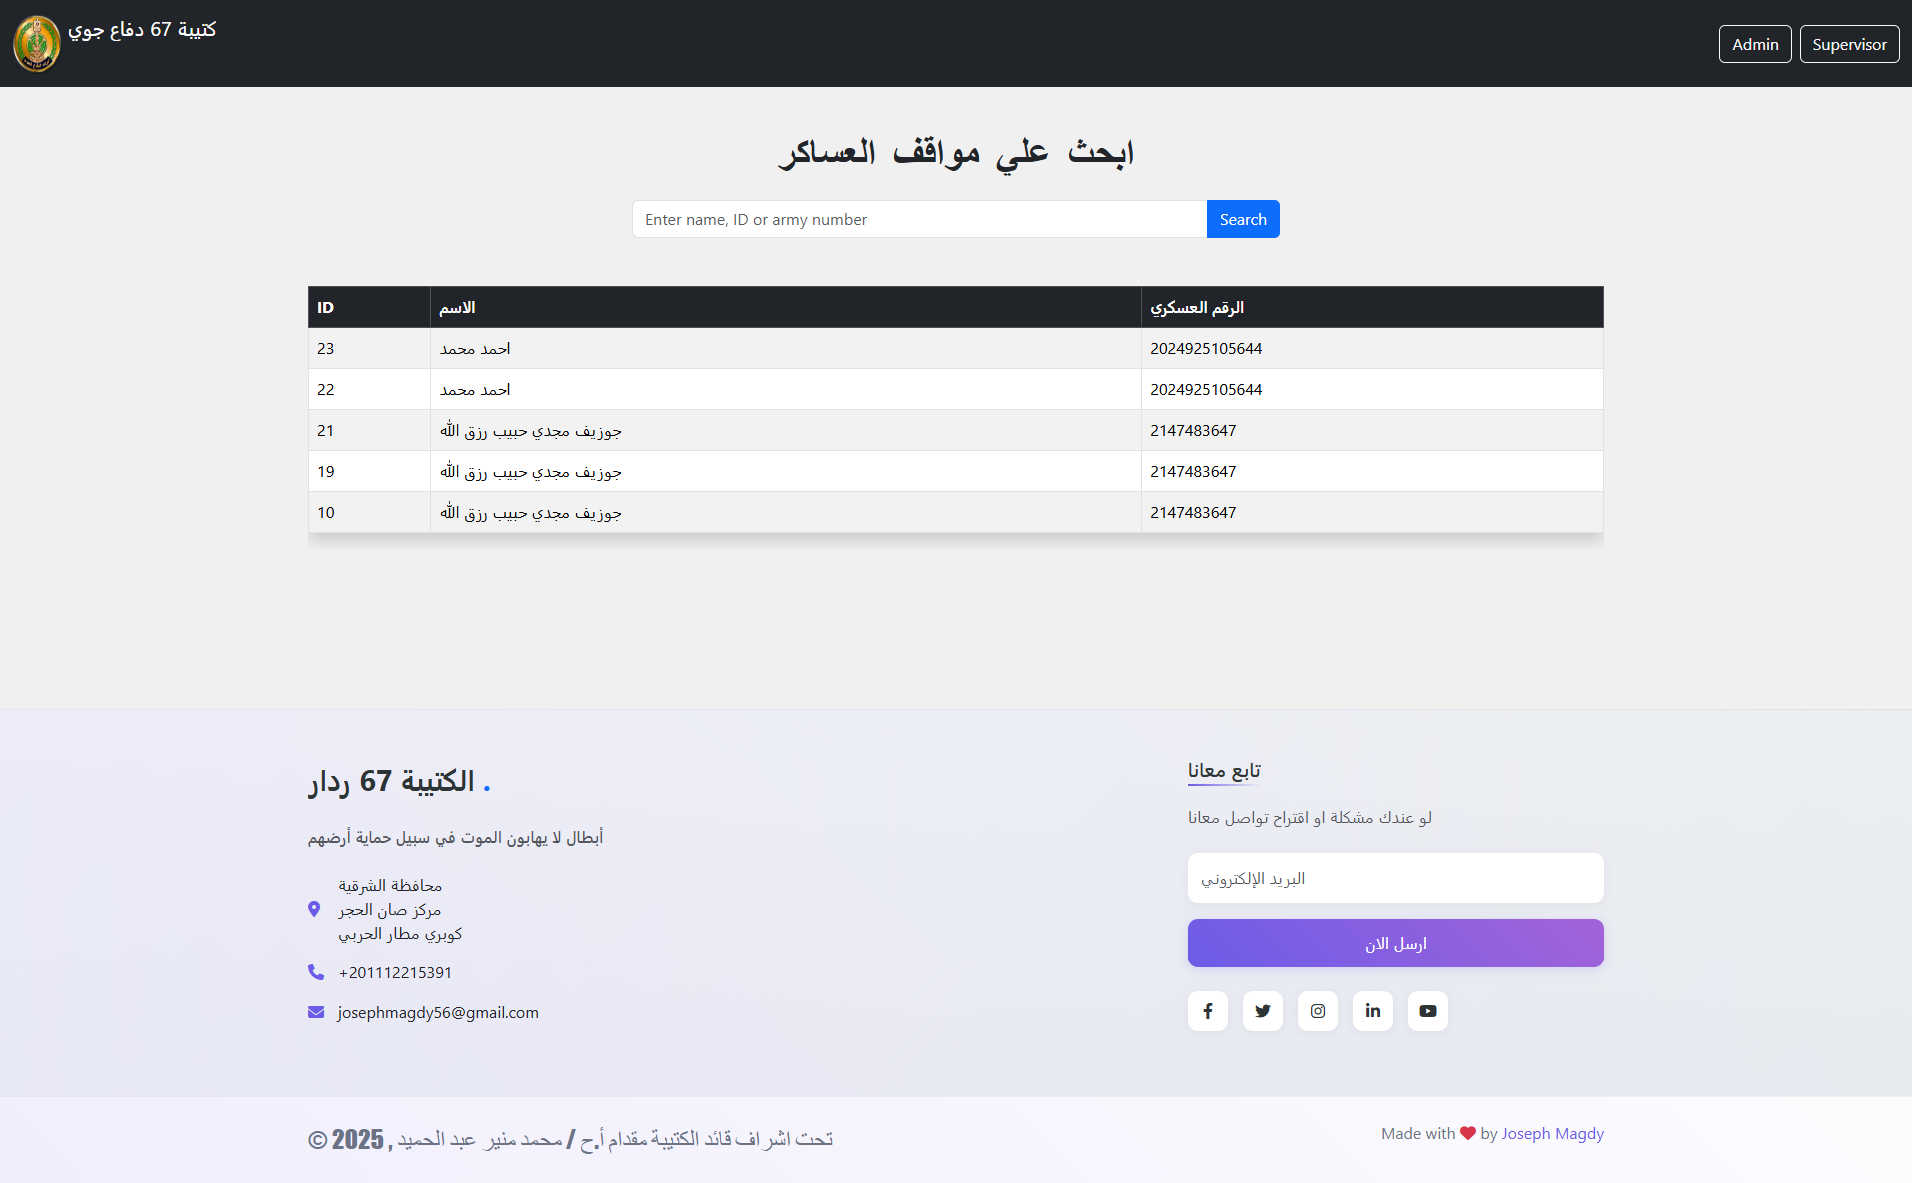 كتيبة 67 دفاع جوي
Admin
Supervisor
ابحث علي مواقف العساكر
Enter name, ID or army number
Search
ID الاسم الرقم العسكري
23 احمد محمد 2024925105644
22 احمد محمد 2024925105644
21 جوزيف مجدي حبيب رزق الله 2147483647
19 جوزيف مجدي حبيب رزق الله 2147483647
10 جوزيف مجدي حبيب رزق الله 2147483647
الكتيبة 67 ردار .
أبطال لا يهابون الموت في سبيل حماية أرضهم
محافظة الشرقية
مركز صان الحجر
كوبري مطار الحربي
+201112215391
josephmagdy56@gmail.com
تابع معانا
لو عندك مشكلة او اقتراح تواصل معانا
البريد الإلكتروني
ارسل الان
© 2025 , تحت اشراف قائد الكتيبة مقدام أ.ح / محمد منير عبد الحميد
Made with ❤ by Joseph Magdy